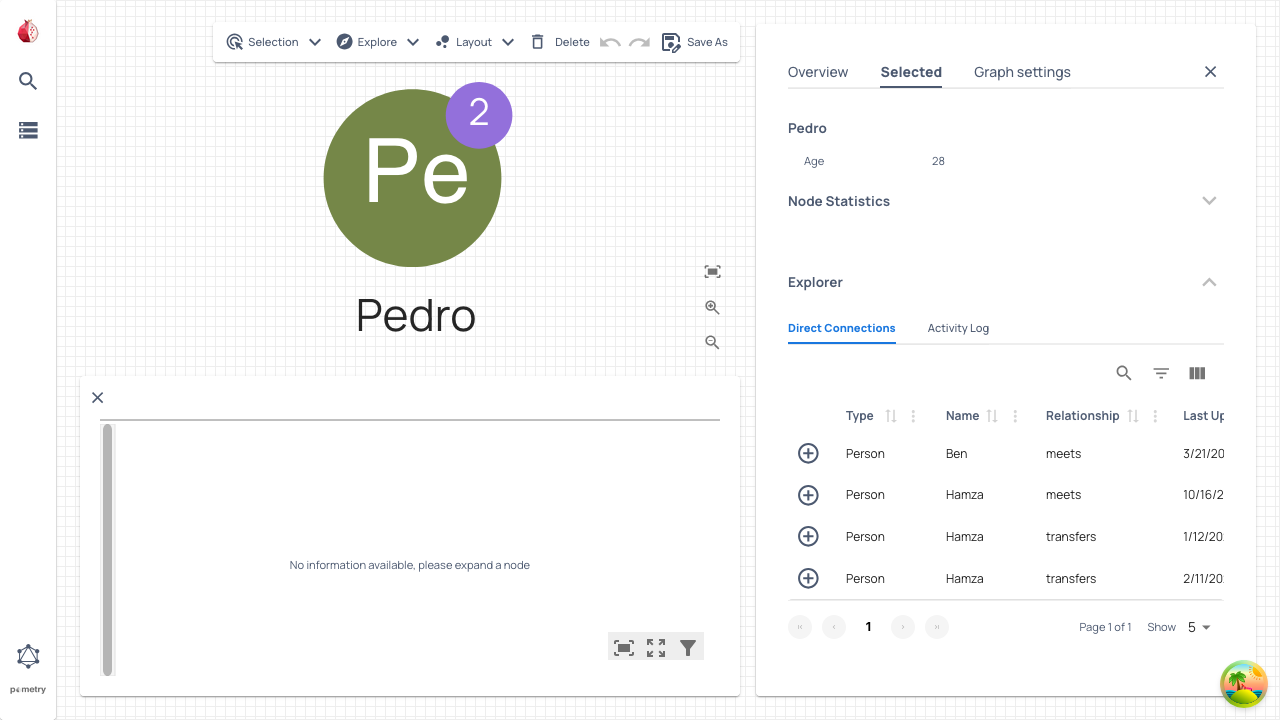 Selection Explore Layout Delete Save As
2
Pe
Pedro
No information available, please expand a node
pometry
Overview Selected Graph settings
Pedro
Age 28
Node Statistics
Explorer
Direct Connections Activity Log
Type Name Relationship Last Up
Person Ben meets 3/21/20
Person Hamza meets 10/16/2
Person Hamza transfers 1/12/20
Person Hamza transfers 2/11/20
1 Page 1 of 1 Show 5